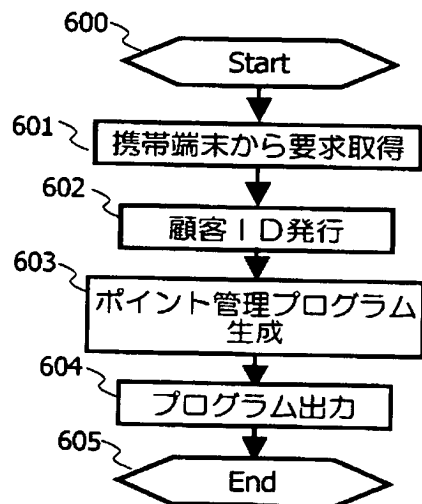 600
Start
601
携帯端末から要求取得
602
顧客ID発行
603
ポイント管理プログラム
生成
604
プログラム出力
605
End